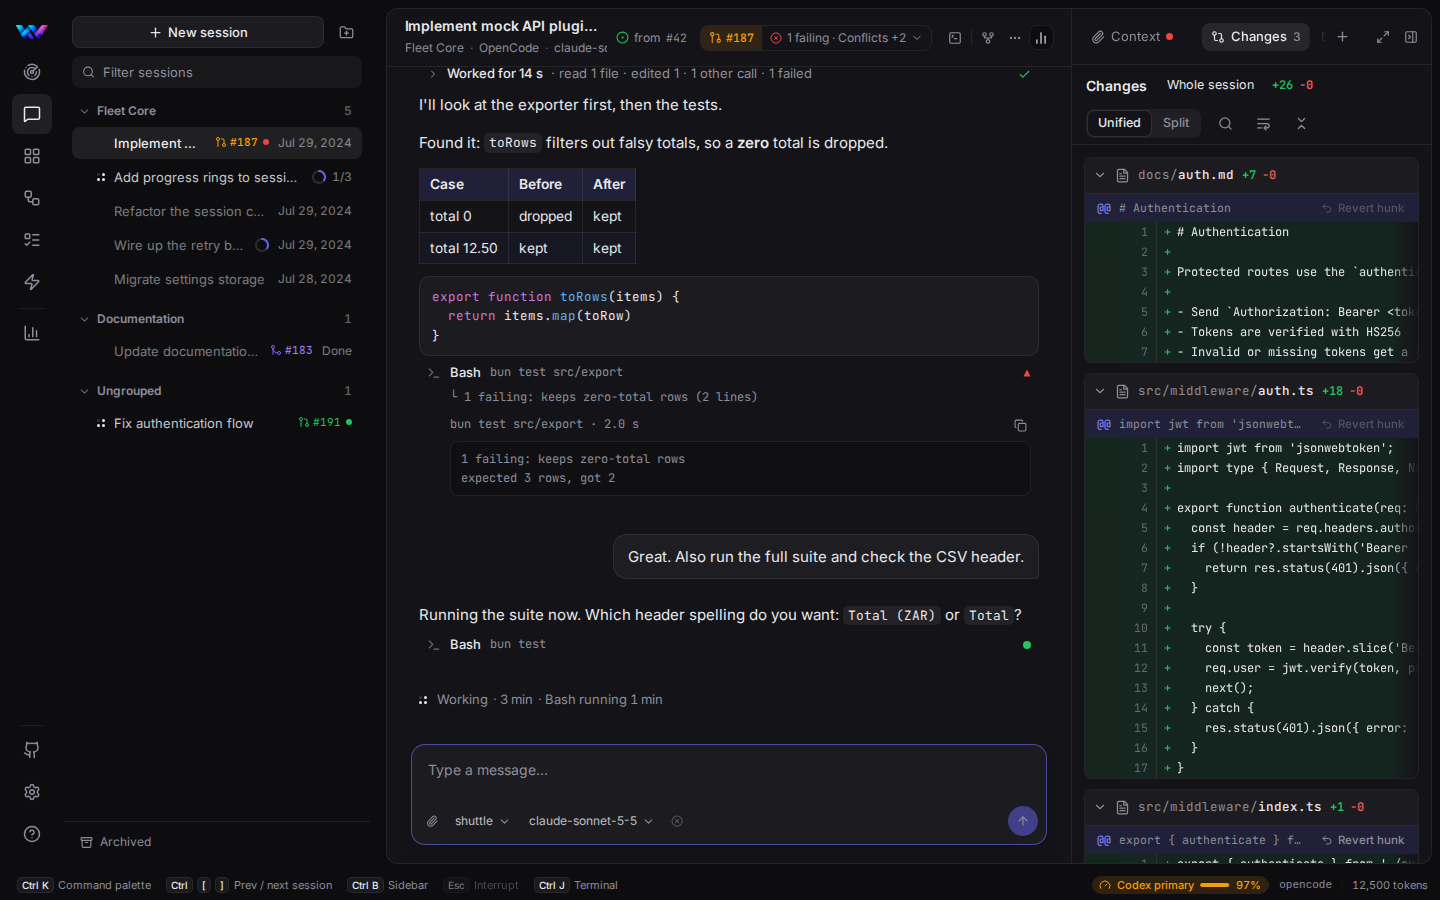 New session
Filter sessions
Fleet Core 5
Implement ... #187 Jul 29, 2024
Add progress rings to sessi... 1/3
Refactor the session c... Jul 29, 2024
Wire up the retry b... Jul 29, 2024
Migrate settings storage Jul 28, 2024
Documentation 1
Update documentatio... #183 Done
Ungrouped 1
Fix authentication flow #191
Archived
Implement mock API plugi...
Fleet Core · OpenCode · claude-sc
from #42
#187
1 failing · Conflicts +2
Worked for 14 s · read 1 file · edited 1 · 1 other call · 1 failed
I'll look at the exporter first, then the tests.
Found it: toRows filters out falsy totals, so a zero total is dropped.
Case Before After
total 0 dropped kept
total 12.50 kept kept
export function toRows(items) {
return items.map(toRow)
}
Bash bun test src/export
└ 1 failing: keeps zero-total rows (2 lines)
bun test src/export · 2.0 s
1 failing: keeps zero-total rows
expected 3 rows, got 2
Great. Also run the full suite and check the CSV header.
Running the suite now. Which header spelling do you want: Total (ZAR) or Total?
Bash bun test
Working · 3 min · Bash running 1 min
Type a message...
shuttle claude-sonnet-5-5
Context Changes 3
Changes Whole session +26 -0
Unified Split
docs/auth.md +7 -0
@@ # Authentication Revert hunk
1 + # Authentication
2 +
3 + Protected routes use the `authenti
4 +
5 + - Send `Authorization: Bearer <tok
6 + - Tokens are verified with HS256
7 + - Invalid or missing tokens get a
src/middleware/auth.ts +18 -0
@@ import jwt from 'jsonwebt... Revert hunk
1 + import jwt from 'jsonwebtoken';
2 + import type { Request, Response, N
3 +
4 + export function authenticate(req:
5 + const header = req.headers.autho
6 + if (!header?.startsWith('Bearer
7 + return res.status(401).json({
8 + }
9 +
10 + try {
11 + const token = header.slice('Be
12 + req.user = jwt.verify(token, p
13 + next();
14 + } catch {
15 + res.status(401).json({ error:
16 + }
17 + }
src/middleware/index.ts +1 -0
@@ export { authenticate } f... Revert hunk
Ctrl K Command palette Ctrl [ ] Prev / next session Ctrl B Sidebar Esc Interrupt Ctrl J Terminal
Codex primary 97% opencode 12,500 tokens